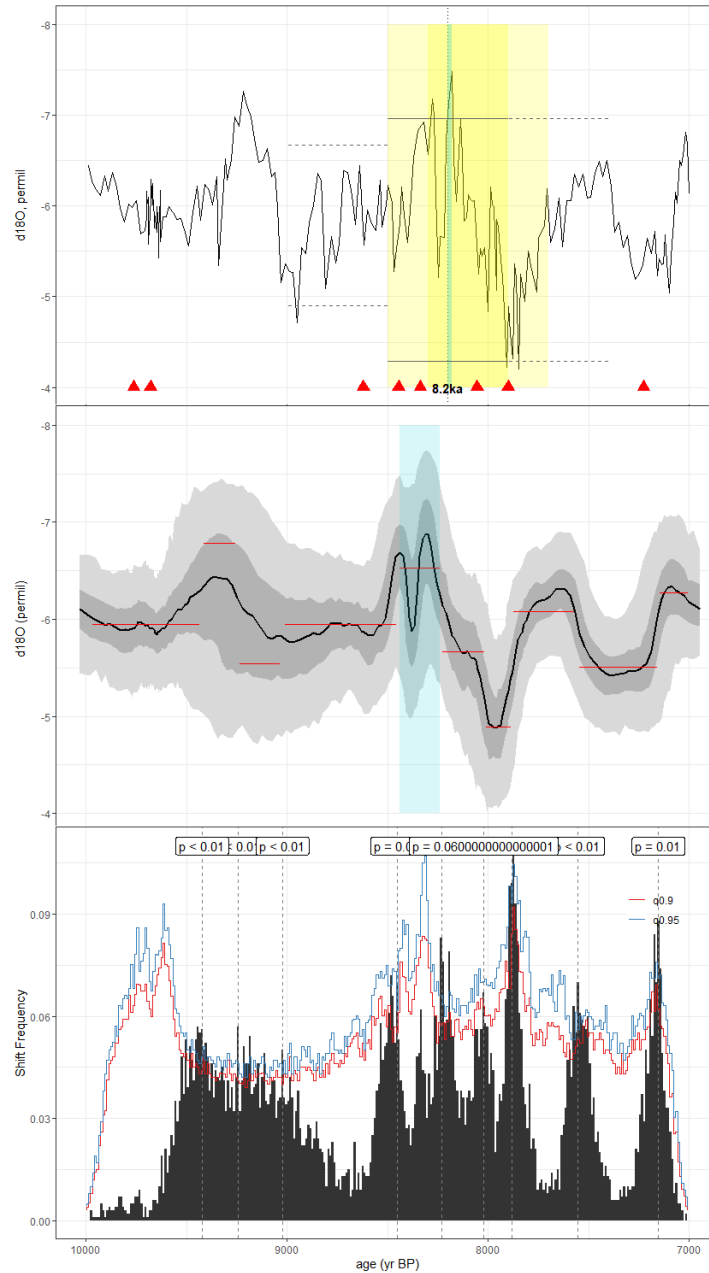 -8
-7
-6
-5
-4
d18O, permil
8.2ka
-8
-7
-6
-5
-4
d18O (permil)
p < 0.01
p < 0.01
p = 0.0600000000000001
p = 0.01
q0.9
q0.95
0.09
0.06
0.03
0.00
Shift Frequency
10000 9000 8000 7000
age (yr BP)